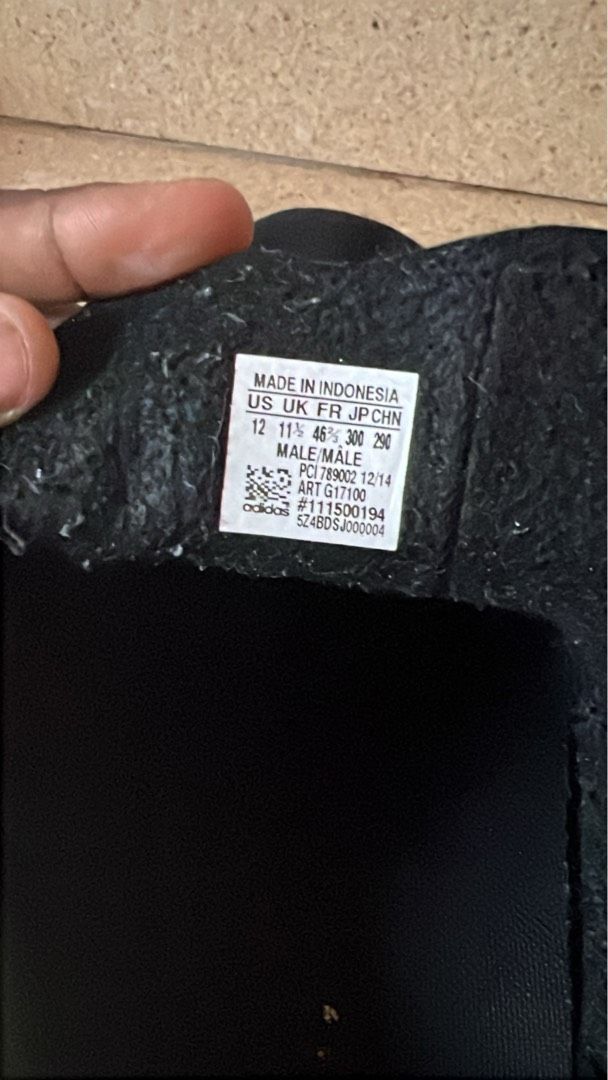 MADE IN INDONESIA
US UK FR JP CHN
12 11½ 46⅔ 300 290
MALE/MÂLE
PCI 789002 12/14
ART G17100
adidas #111500194
5Z4BDSJ000004